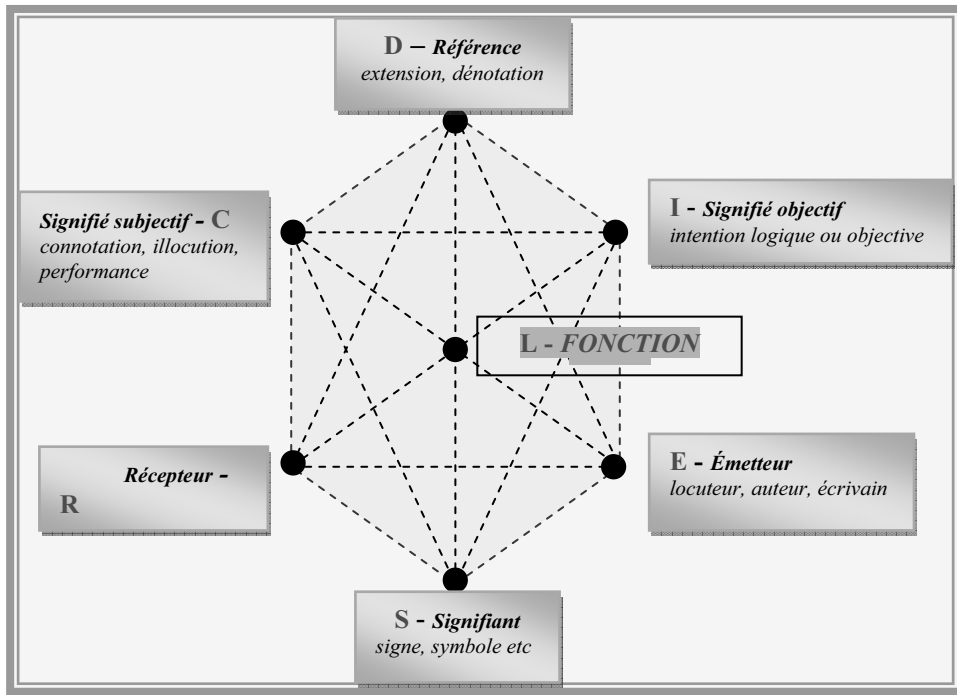 D – Référence
extension, dénotation
Signifié subjectif - C
connotation, illocution,
performance
I - Signifié objectif
intention logique ou objective
L - FONCTION
Récepteur -
R
E - Émetteur
locuteur, auteur, écrivain
S - Signifiant
signe, symbole etc